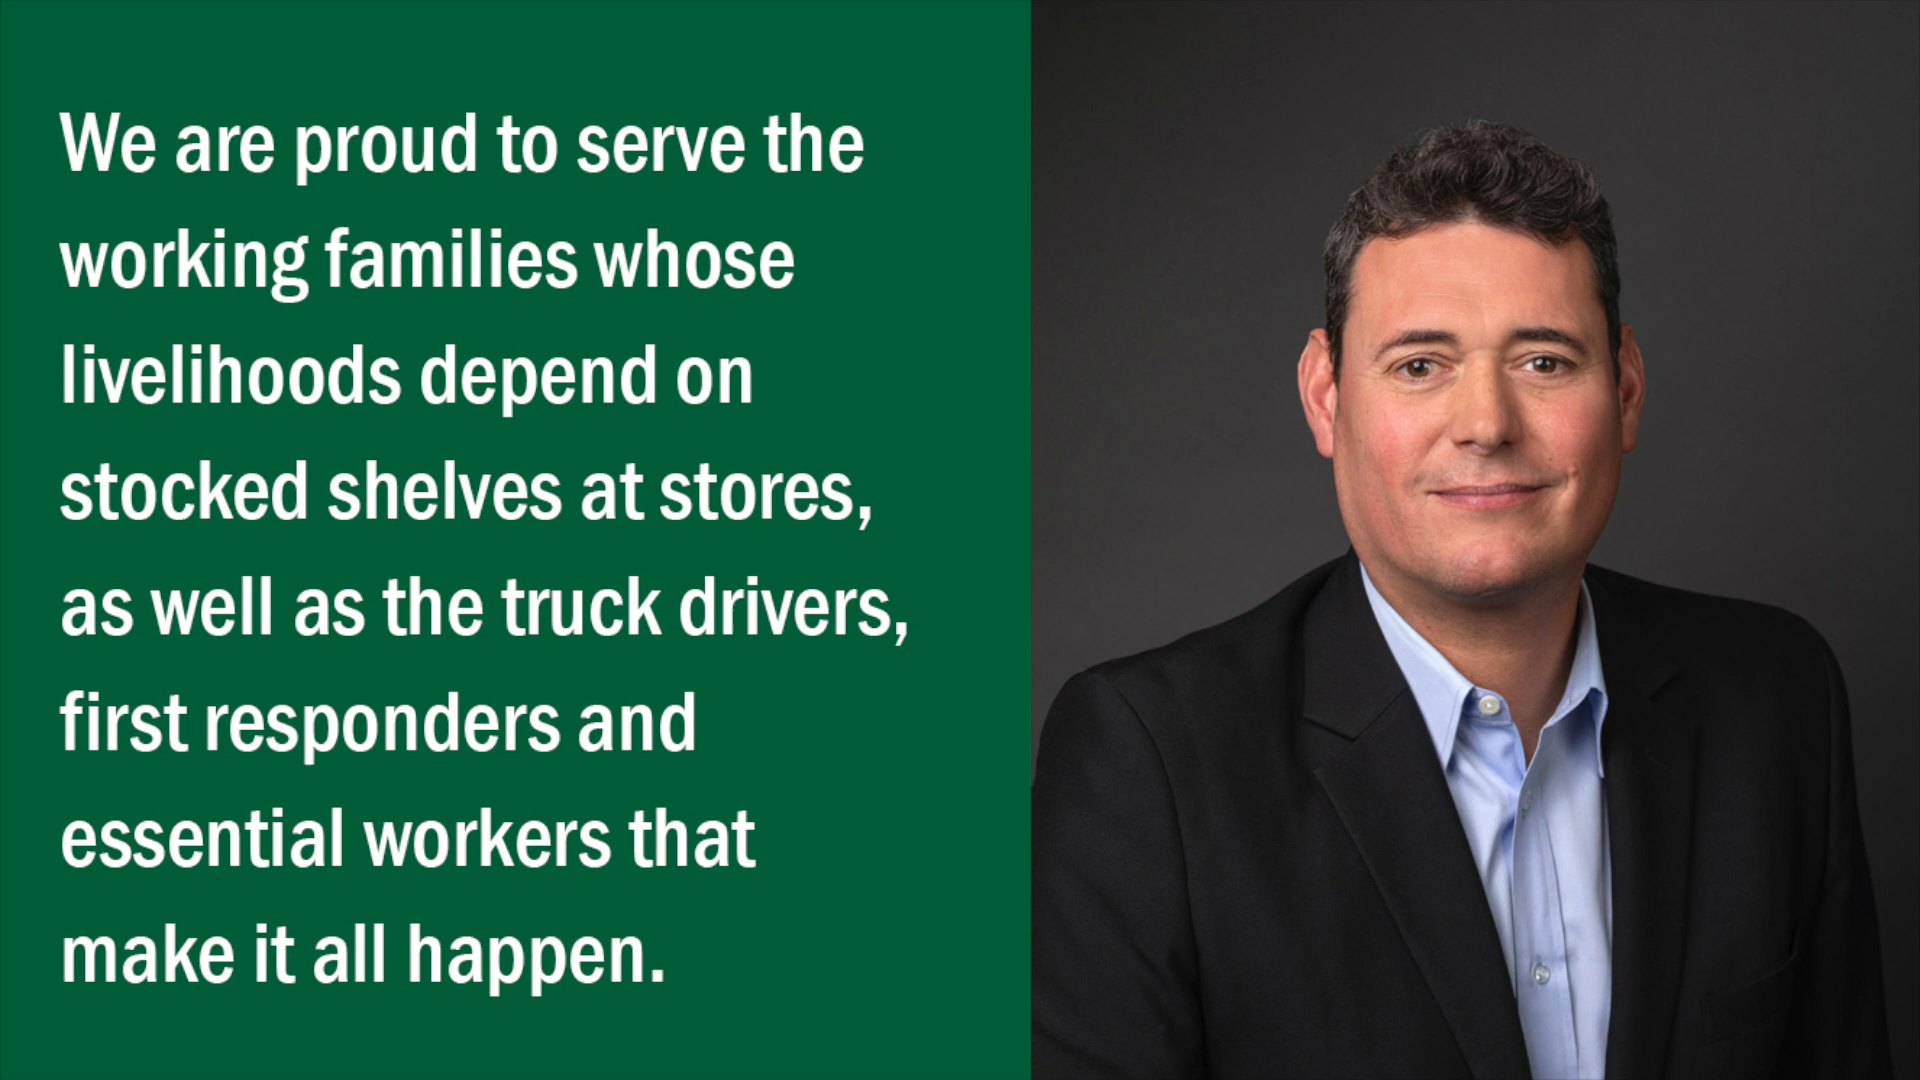 We are proud to serve the
working families whose
livelihoods depend on
stocked shelves at stores,
as well as the truck drivers,
first responders and
essential workers that
make it all happen.